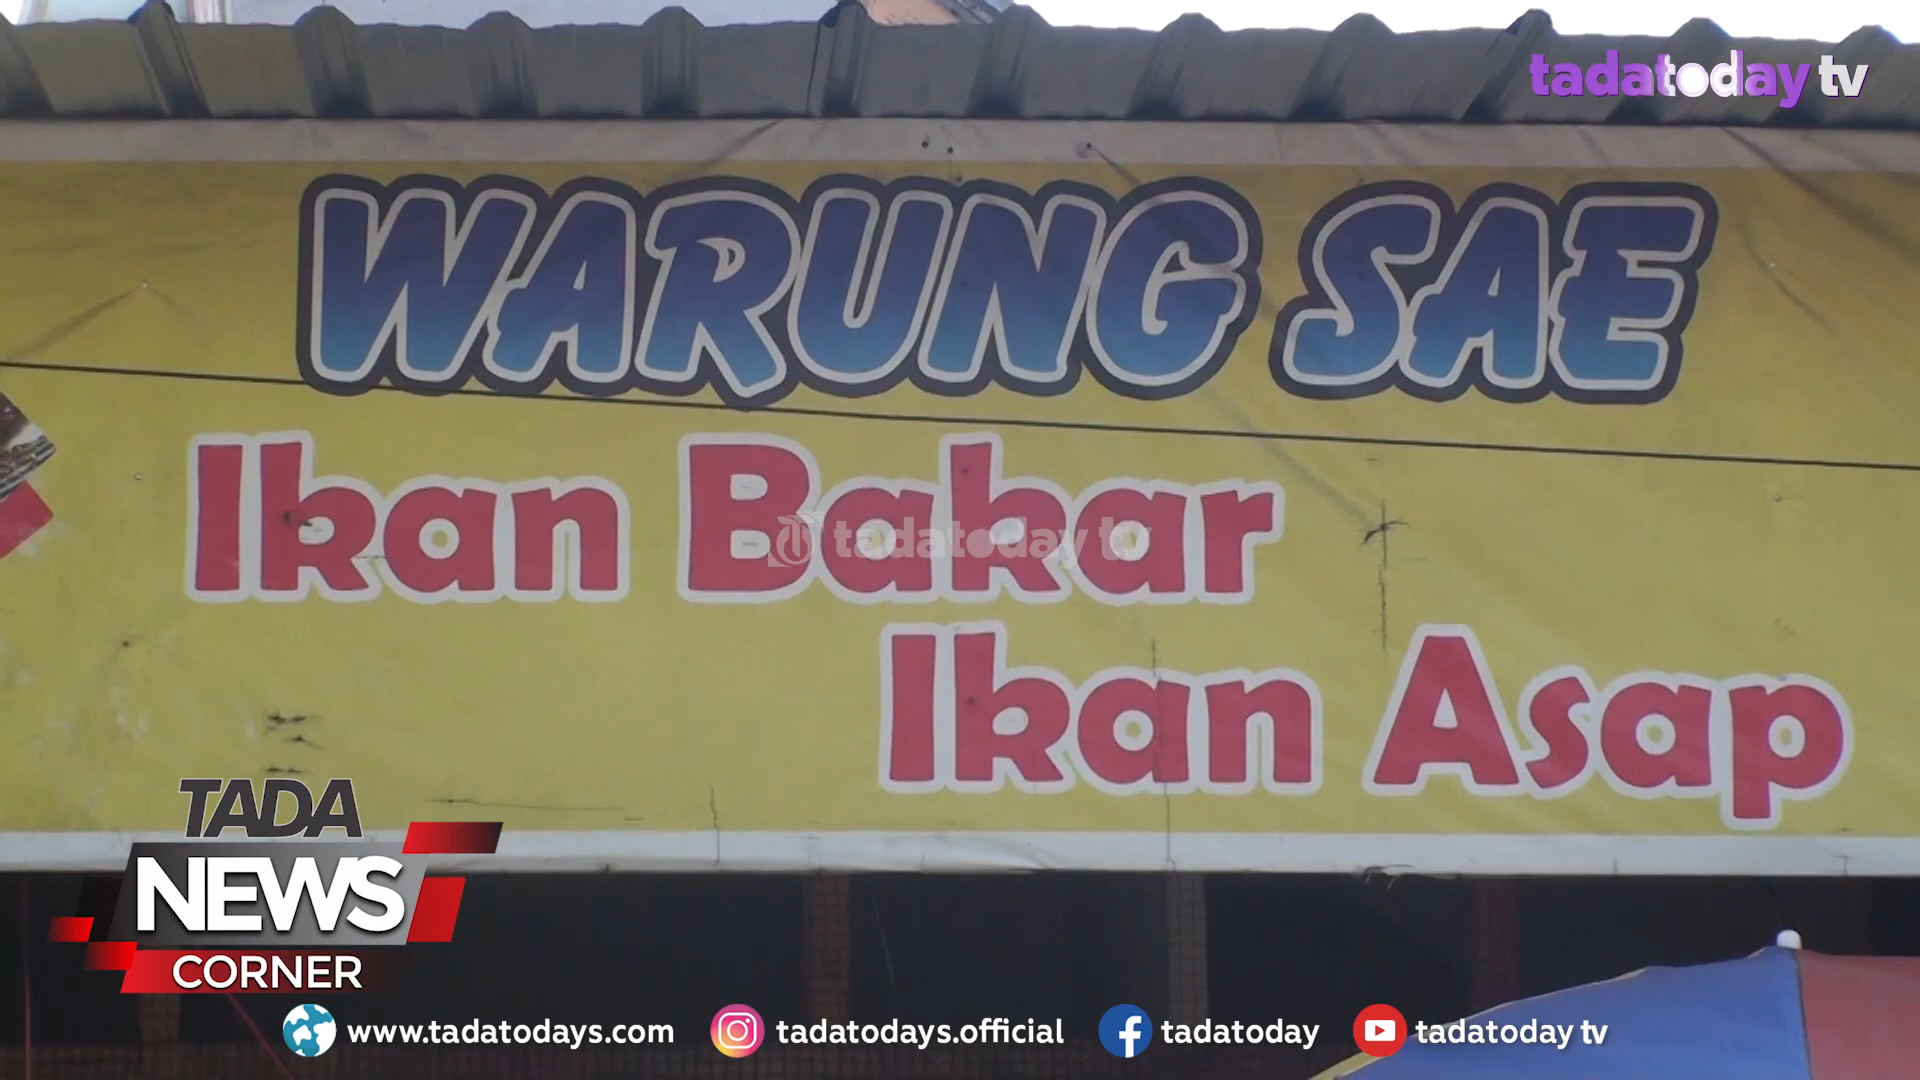 tadatoday tv
WARUNG SAE
Ikan Bakar
tadatoday tv
Ikan Asap
TADA
NEWS
CORNER
www.tadatodays.com tadatodays.official tadatoday tadatoday tv